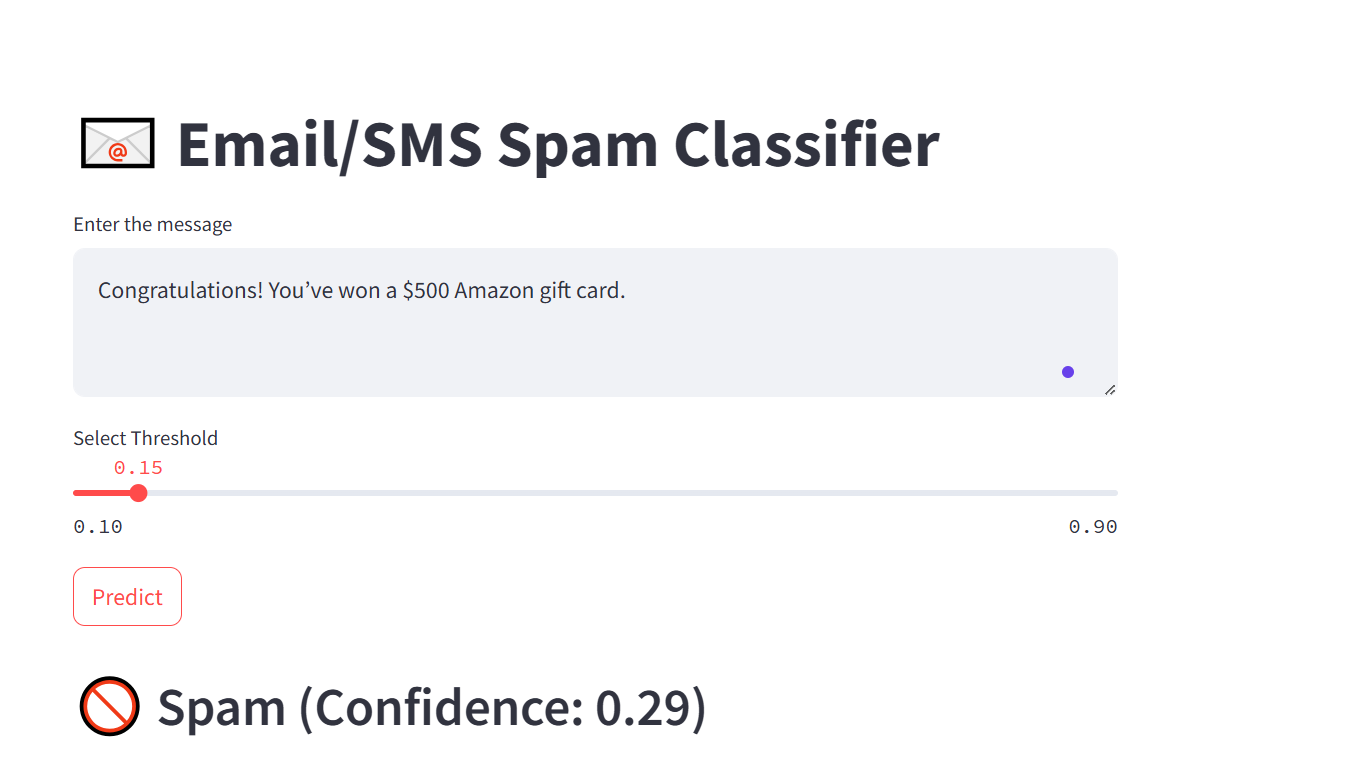 Email/SMS Spam Classifier
Enter the message
Congratulations! You’ve won a $500 Amazon gift card.
Select Threshold
0.15
0.10 0.90
Predict
Spam (Confidence: 0.29)